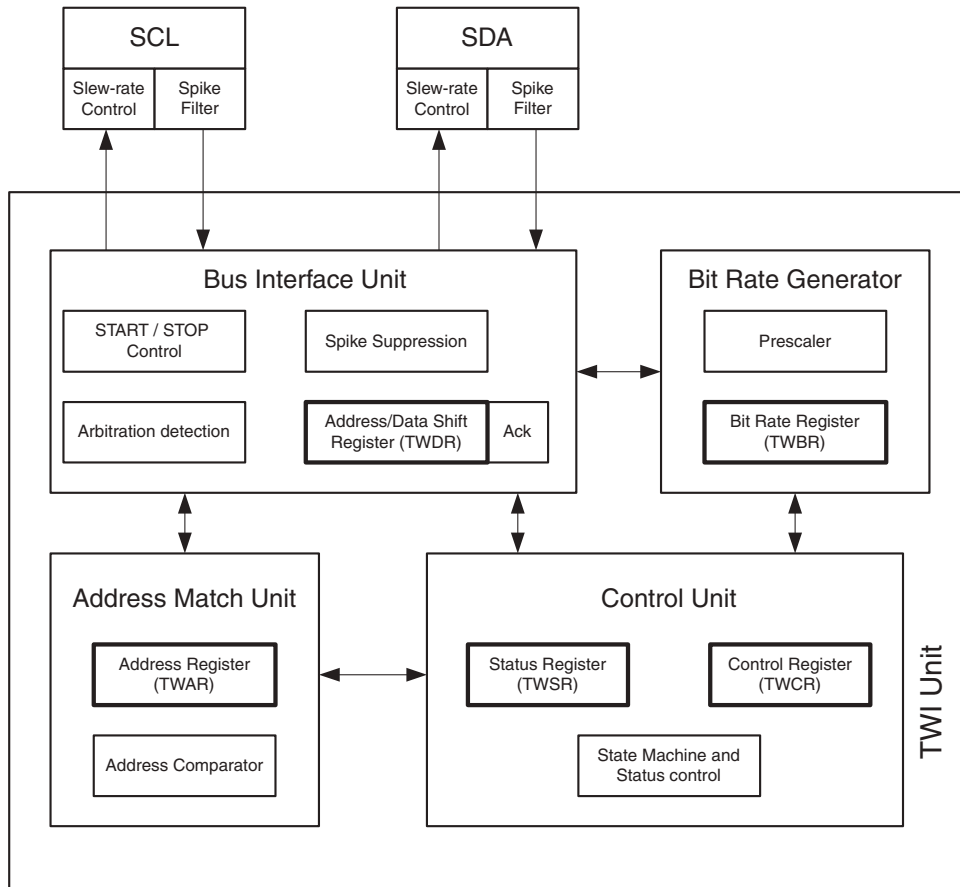 SCL
Slew-rate
Control
Spike
Filter
SDA
Slew-rate
Control
Spike
Filter
Bus Interface Unit
START / STOP
Control
Spike Suppression
Arbitration detection
Address/Data Shift
Register (TWDR)
Ack
Bit Rate Generator
Prescaler
Bit Rate Register
(TWBR)
Address Match Unit
Address Register
(TWAR)
Address Comparator
Control Unit
Status Register
(TWSR)
Control Register
(TWCR)
State Machine and
Status control
TWI Unit